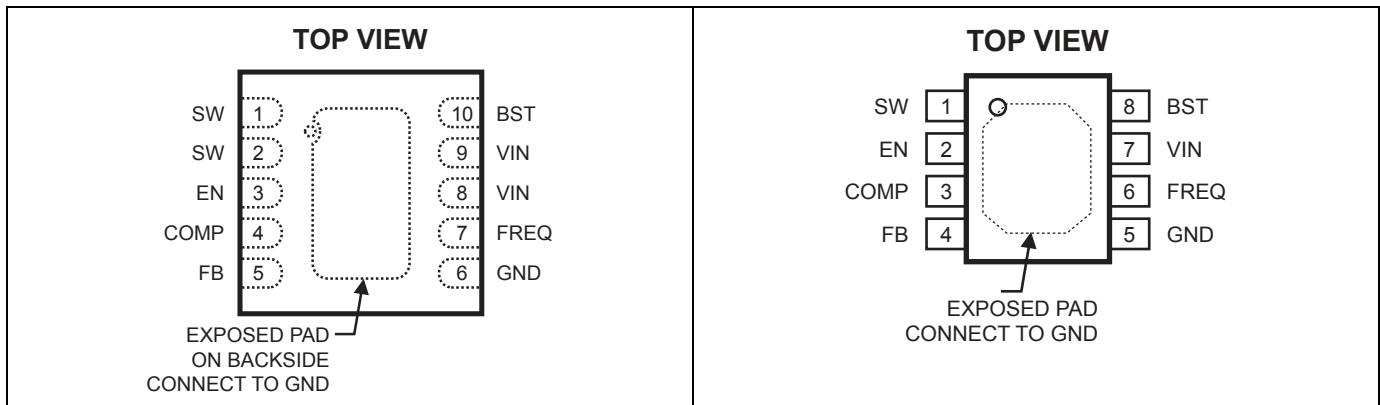 TOP VIEW
SW 1 10 BST
SW 2 9 VIN
EN 3 8 VIN
COMP 4 7 FREQ
FB 5 6 GND
EXPOSED PAD
ON BACKSIDE
CONNECT TO GND
TOP VIEW
SW 1 8 BST
EN 2 7 VIN
COMP 3 6 FREQ
FB 4 5 GND
EXPOSED PAD
CONNECT TO GND